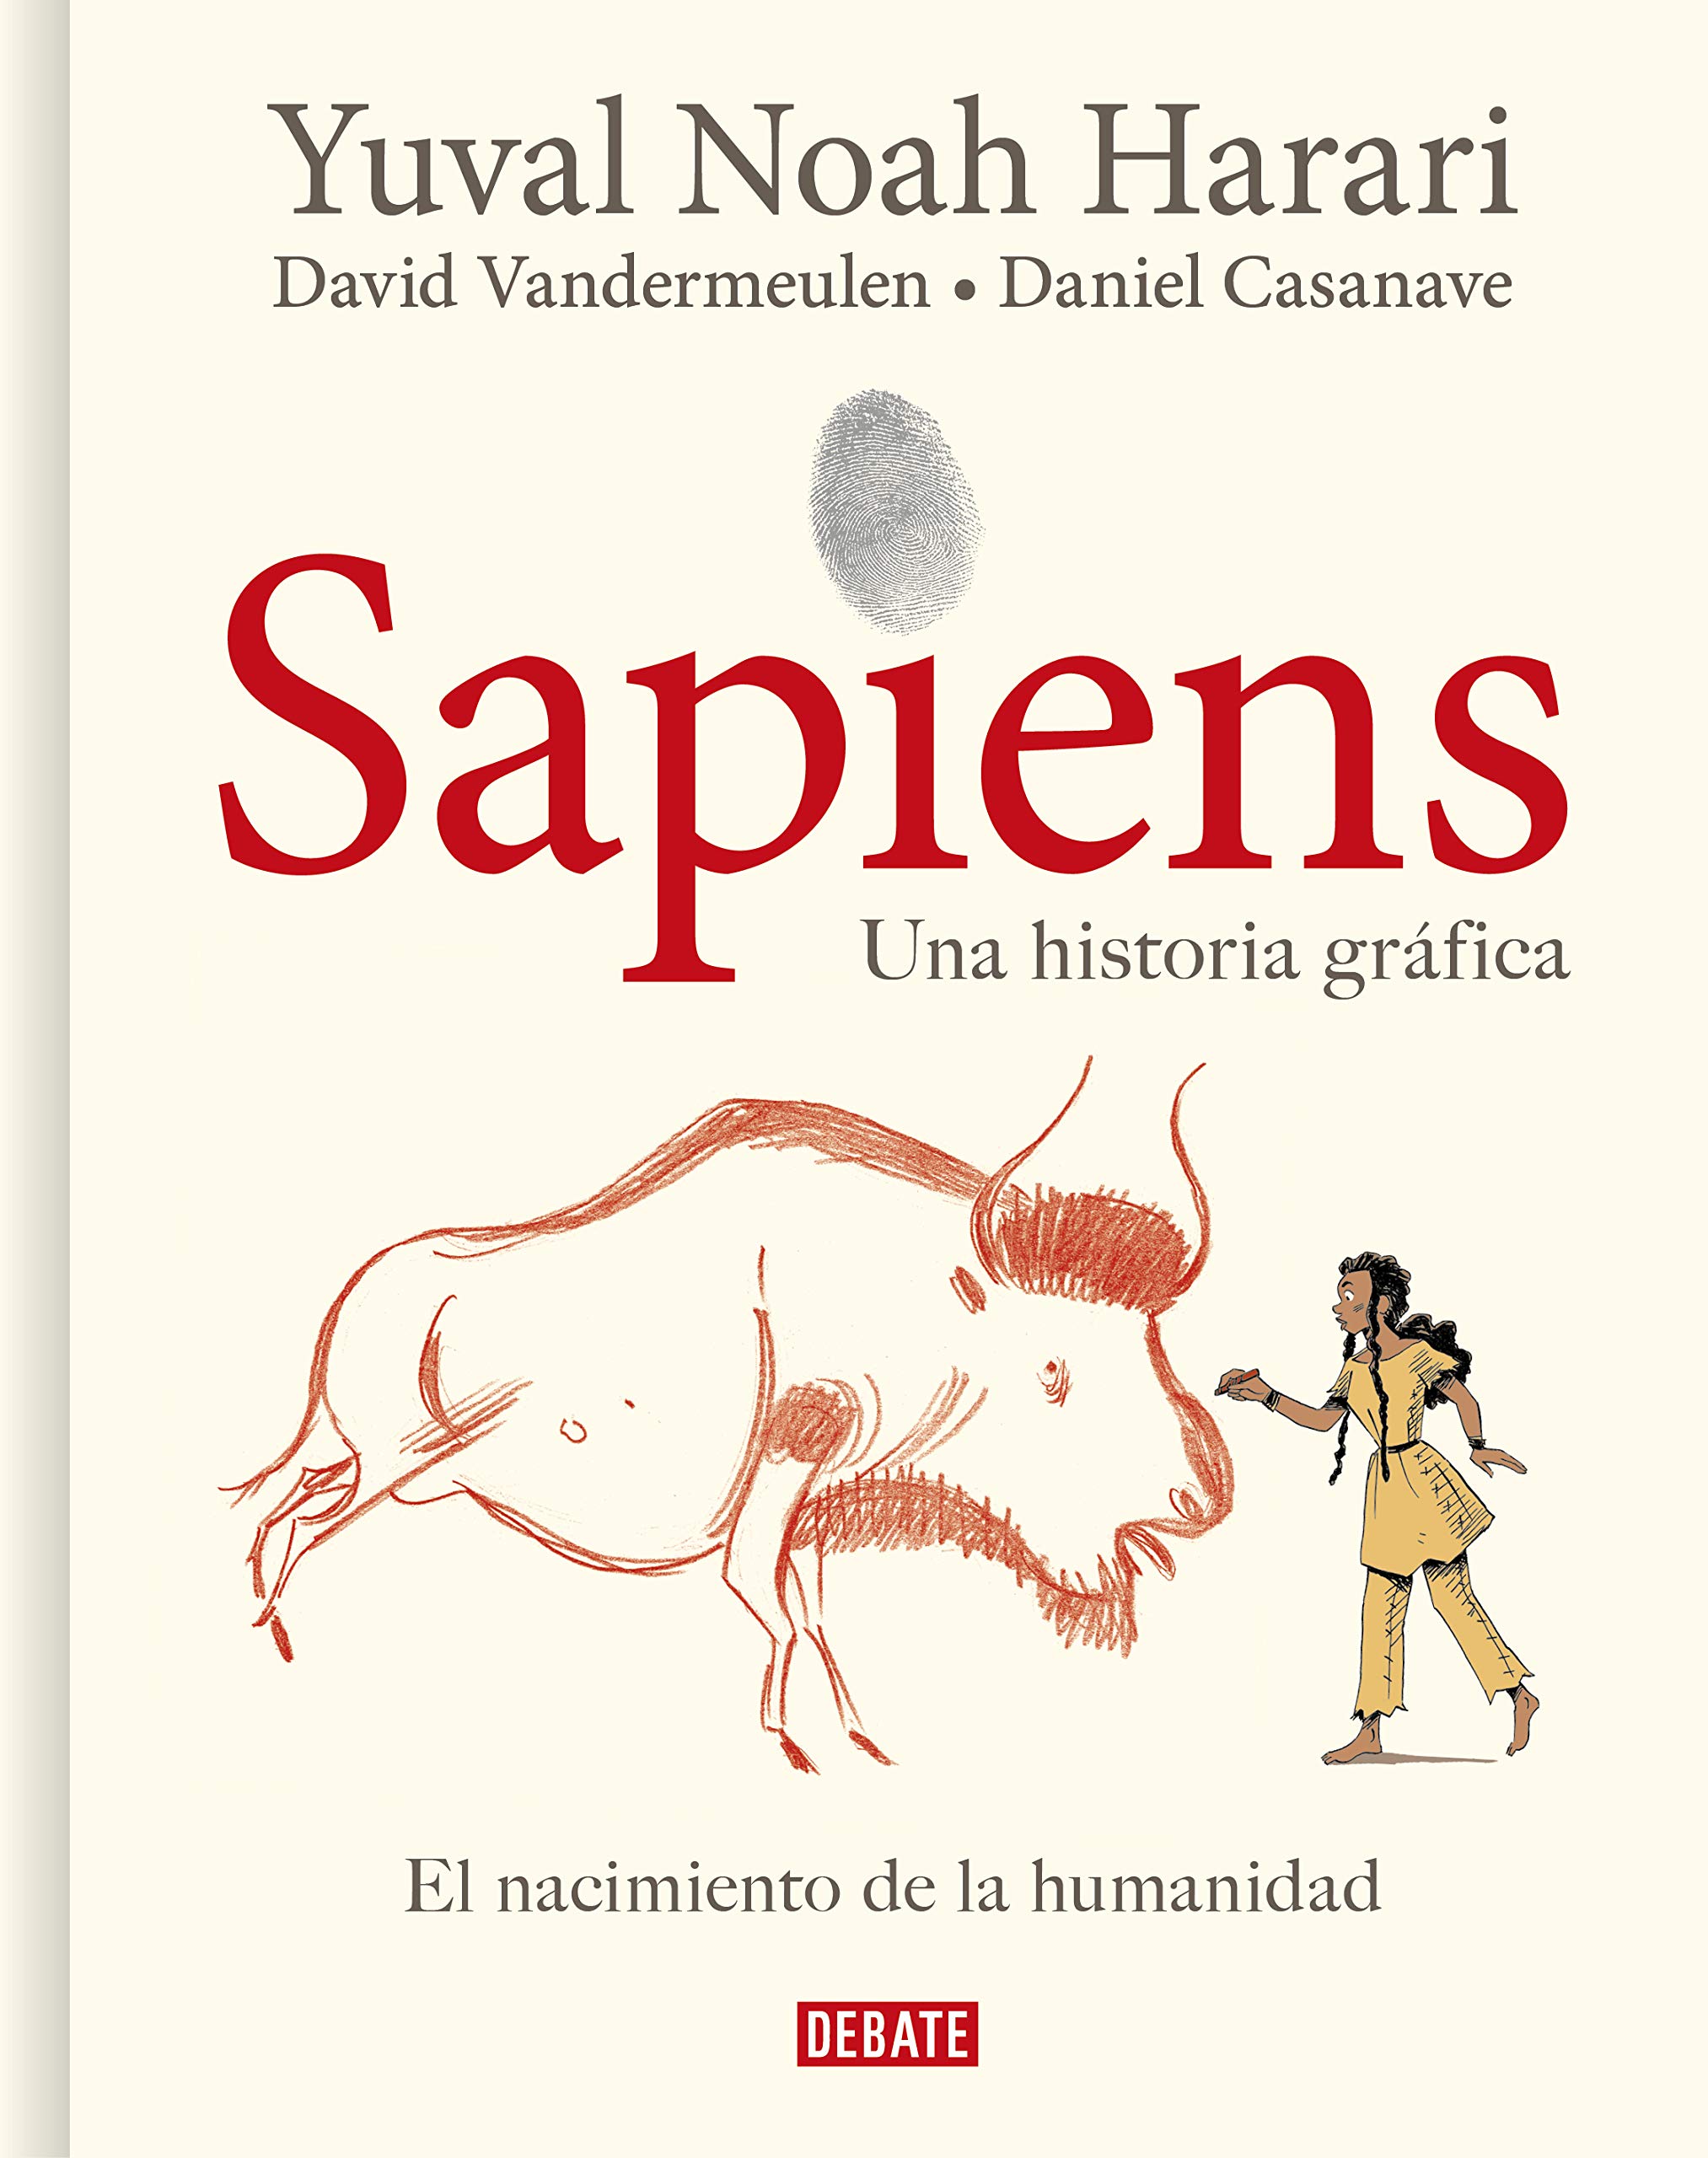 Yuval Noah Harari
David Vandermeulen • Daniel Casanave
Sapiens
Una historia gráfica
El nacimiento de la humanidad
DEBATE